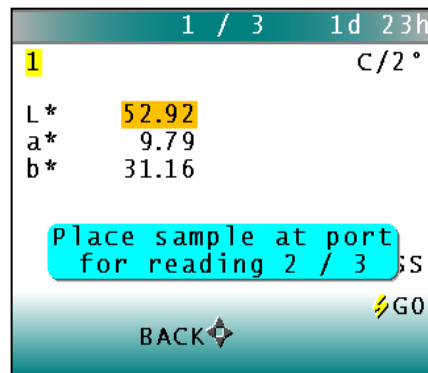 1 / 3 1d 23h
1 C/2°
L* 52.92
a* 9.79
b* 31.16
Place sample at port
for reading 2 / 3
GO
BACK